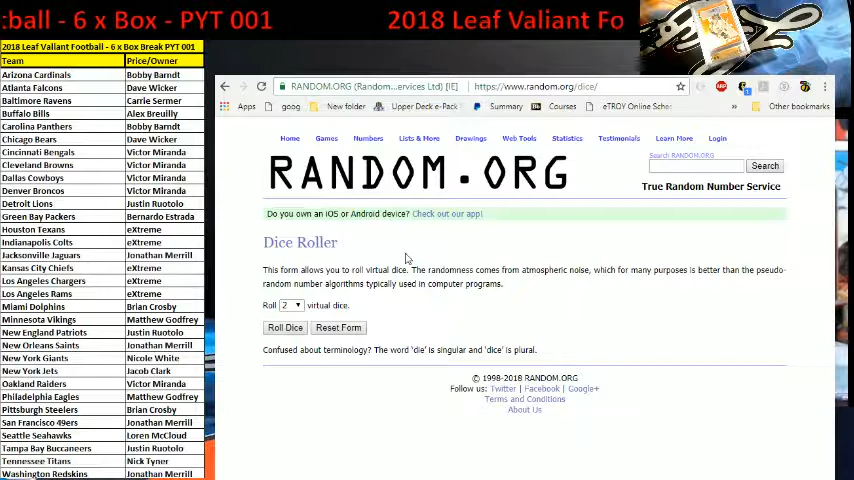 :ball - 6 x Box - PYT 001
2018 Leaf Valiant Fo
2018 Leaf Valiant Football - 6 x Box Break PYT 001
Team Price/Owner
Arizona Cardinals Bobby Barndt
Atlanta Falcons Dave Wicker
Baltimore Ravens Carrie Sermer
Buffalo Bills Alex Breuilly
Carolina Panthers Bobby Barndt
Chicago Bears Dave Wicker
Cincinnati Bengals Victor Miranda
Cleveland Browns Victor Miranda
Dallas Cowboys Victor Miranda
Denver Broncos Victor Miranda
Detroit Lions Justin Ruotolo
Green Bay Packers Bernardo Estrada
Houston Texans eXtreme
Indianapolis Colts eXtreme
Jacksonville Jaguars Jonathan Merrill
Kansas City Chiefs eXtreme
Los Angeles Chargers eXtreme
Los Angeles Rams eXtreme
Miami Dolphins Brian Crosby
Minnesota Vikings Matthew Godfrey
New England Patriots Justin Ruotolo
New Orleans Saints Jonathan Merrill
New York Giants Nicole White
New York Jets Jacob Clark
Oakland Raiders Victor Miranda
Philadelphia Eagles Matthew Godfrey
Pittsburgh Steelers Brian Crosby
San Francisco 49ers Jonathan Merrill
Seattle Seahawks Loren McCloud
Tampa Bay Buccaneers Justin Ruotolo
Tennessee Titans Nick Tyner
Washington Redskins Jonathan Merrill
RANDOM.ORG (Random...ervices Ltd) [IE] https://www.random.org/dice/
Apps goog New folder Upper Deck e-Pack Summary Courses eTROY Online Scher » Other bookmarks
Home Games Numbers Lists & More Drawings Web Tools Statistics Testimonials Learn More Login
RANDOM.ORG
Search RANDOM.ORG
Search
True Random Number Service
Do you own an iOS or Android device? Check out our app!
Dice Roller
This form allows you to roll virtual dice. The randomness comes from atmospheric noise, which for many purposes is better than the pseudo-
random number algorithms typically used in computer programs.
Roll 2 virtual dice.
Roll Dice Reset Form
Confused about terminology? The word 'die' is singular and 'dice' is plural.
© 1998-2018 RANDOM.ORG
Follow us: Twitter | Facebook | Google+
Terms and Conditions
About Us